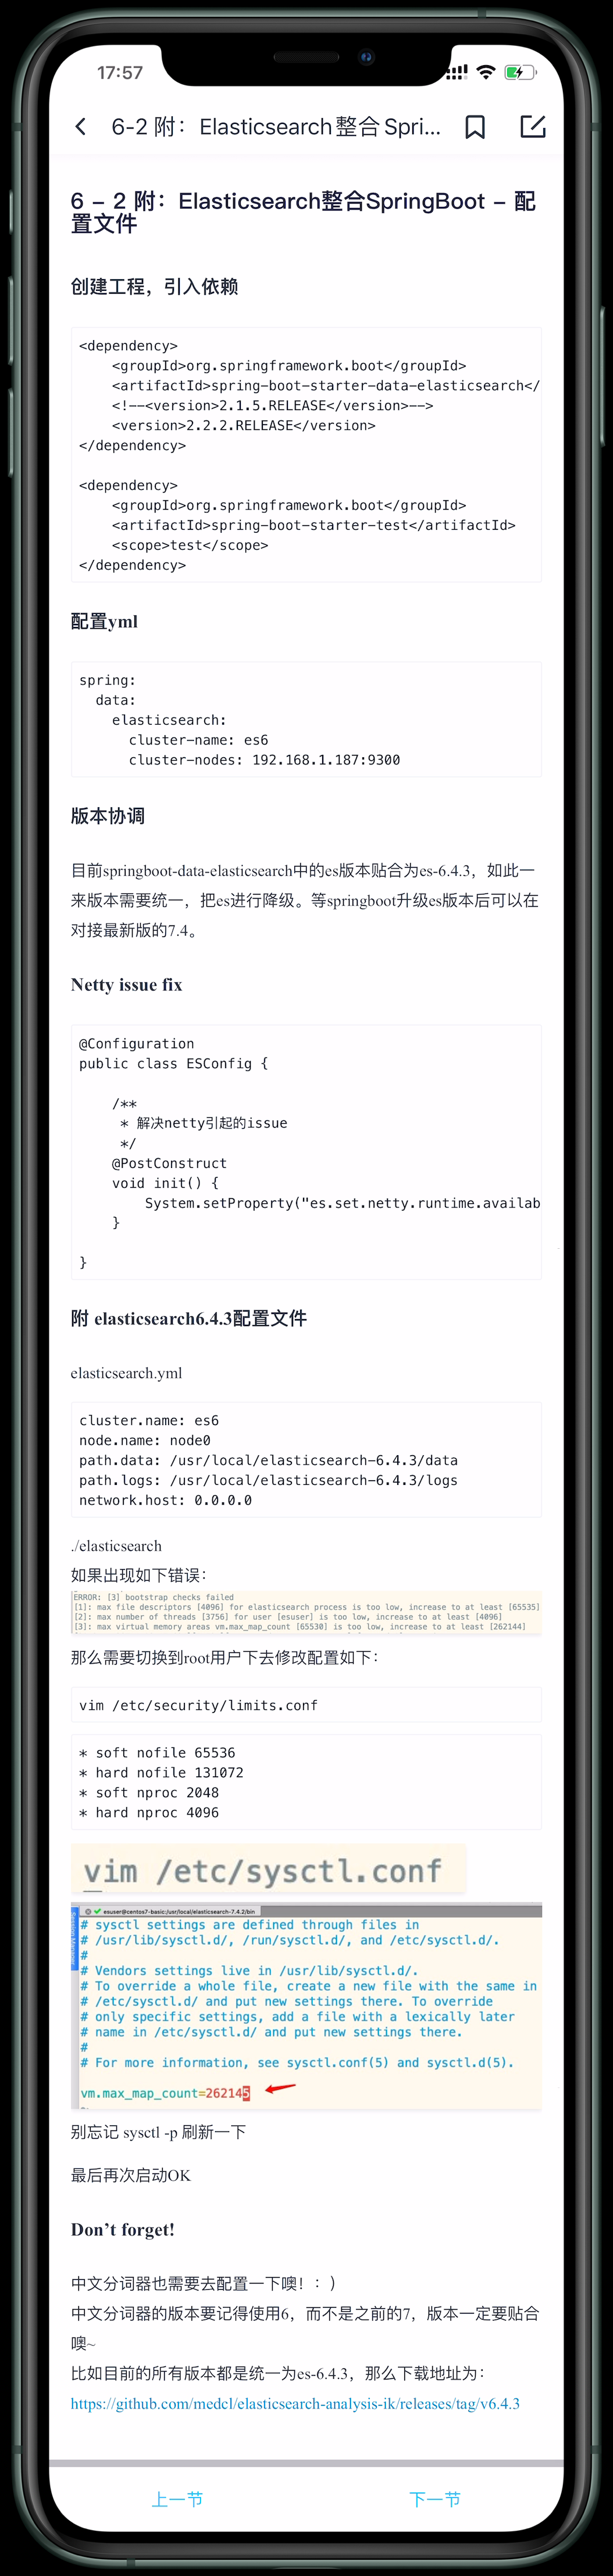 17:57
6-2 附：Elasticsearch整合 Spri...
6 - 2 附：Elasticsearch整合SpringBoot - 配
置文件
创建工程，引入依赖
<dependency>
    <groupId>org.springframework.boot</groupId>
    <artifactId>spring-boot-starter-data-elasticsearch</
    <!--<version>2.1.5.RELEASE</version>-->
    <version>2.2.2.RELEASE</version>
</dependency>
<dependency>
    <groupId>org.springframework.boot</groupId>
    <artifactId>spring-boot-starter-test</artifactId>
    <scope>test</scope>
</dependency>
配置yml
spring:
  data:
    elasticsearch:
      cluster-name: es6
      cluster-nodes: 192.168.1.187:9300
版本协调
目前springboot-data-elasticsearch中的es版本贴合为es-6.4.3，如此一
来版本需要统一，把es进行降级。等springboot升级es版本后可以在
对接最新版的7.4。
Netty issue fix
@Configuration
public class ESConfig {
    /**
     * 解决netty引起的issue
     */
    @PostConstruct
    void init() {
        System.setProperty("es.set.netty.runtime.availab
    }
}
附 elasticsearch6.4.3配置文件
elasticsearch.yml
cluster.name: es6
node.name: node0
path.data: /usr/local/elasticsearch-6.4.3/data
path.logs: /usr/local/elasticsearch-6.4.3/logs
network.host: 0.0.0.0
./elasticsearch
如果出现如下错误：
ERROR: [3] bootstrap checks failed
[1]: max file descriptors [4096] for elasticsearch process is too low, increase to at least [65535]
[2]: max number of threads [3756] for user [esuser] is too low, increase to at least [4096]
[3]: max virtual memory areas vm.max_map_count [65530] is too low, increase to at least [262144]
那么需要切换到root用户下去修改配置如下：
vim /etc/security/limits.conf
* soft nofile 65536
* hard nofile 131072
* soft nproc 2048
* hard nproc 4096
vim /etc/sysctl.conf
esuser@centos7-basic:/usr/local/elasticsearch-7.4.2/bin
# sysctl settings are defined through files in
# /usr/lib/sysctl.d/, /run/sysctl.d/, and /etc/sysctl.d/.
#
# Vendors settings live in /usr/lib/sysctl.d/.
# To override a whole file, create a new file with the same in
# /etc/sysctl.d/ and put new settings there. To override
# only specific settings, add a file with a lexically later
# name in /etc/sysctl.d/ and put new settings there.
#
# For more information, see sysctl.conf(5) and sysctl.d(5).
vm.max_map_count=262145
别忘记 sysctl -p 刷新一下
最后再次启动OK
Don't forget!
中文分词器也需要去配置一下噢！：）
中文分词器的版本要记得使用6，而不是之前的7，版本一定要贴合
噢~
比如目前的所有版本都是统一为es-6.4.3，那么下载地址为：
https://github.com/medcl/elasticsearch-analysis-ik/releases/tag/v6.4.3
上一节
下一节